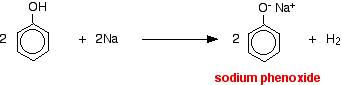 OH
O- Na+
2
+ 2Na
2
+ H2
sodium phenoxide